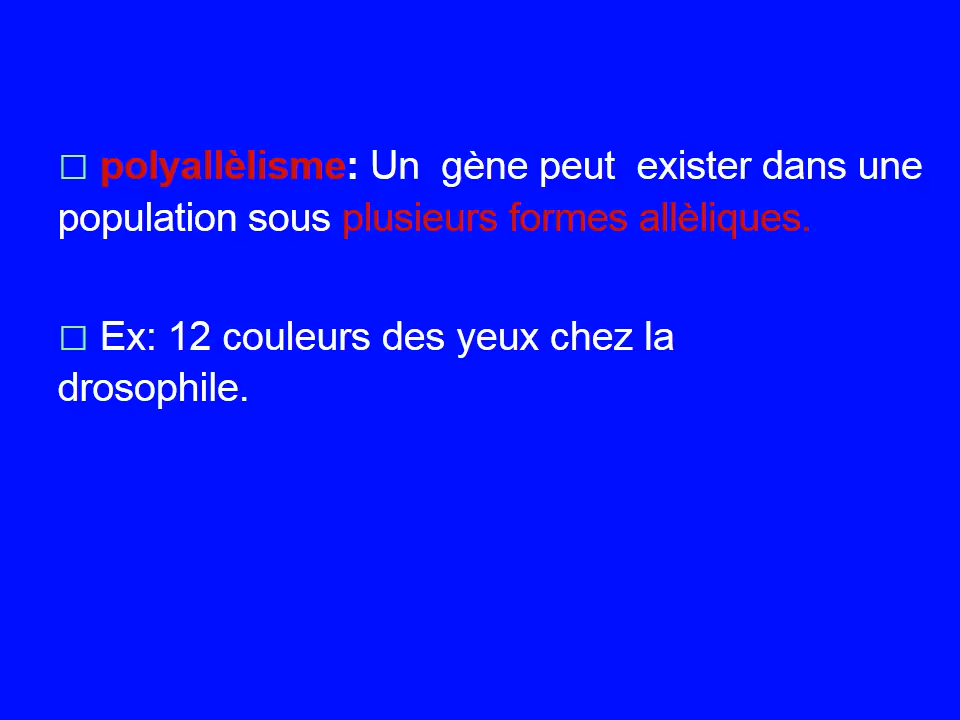 □ polyallèlisme: Un gène peut exister dans une
population sous plusieurs formes allèliques.
□ Ex: 12 couleurs des yeux chez la
drosophile.